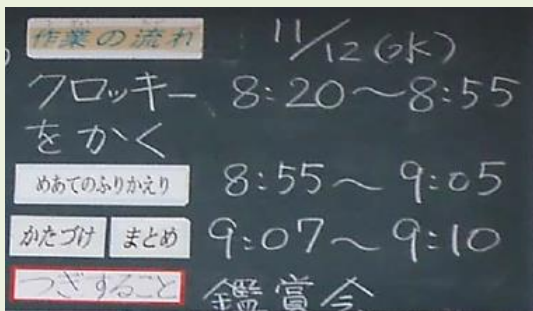 作業の流れ 11/12(水)
クロッキー 8:20〜8:55
をかく
めあてのふりかえり 8:55〜9:05
かたづけ まとめ 9:07〜9:10
つぎすること 鑑賞会